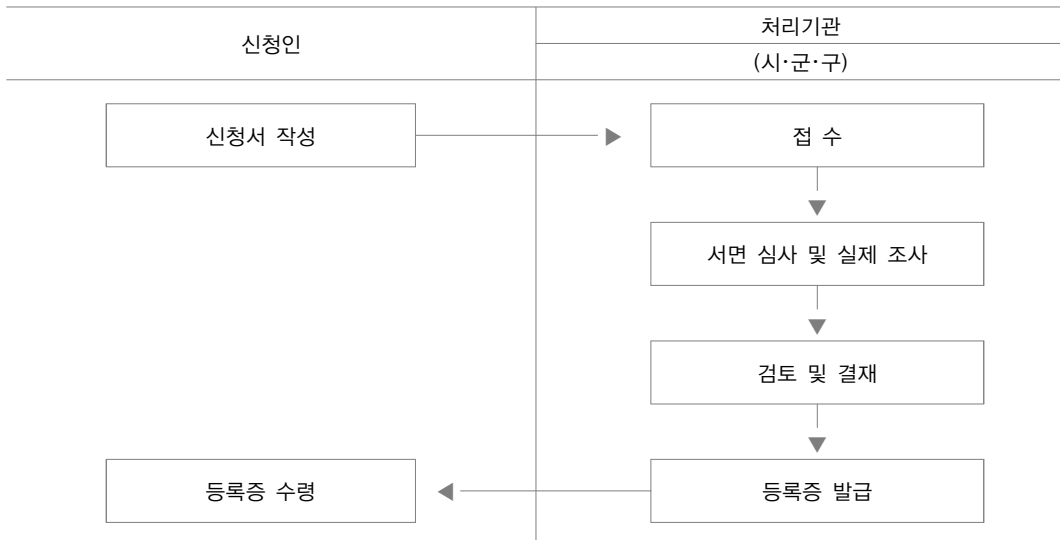 신청인
처리기관
(시·군·구)
신청서 작성
접 수
서면 심사 및 실제 조사
검토 및 결재
등록증 수령
등록증 발급